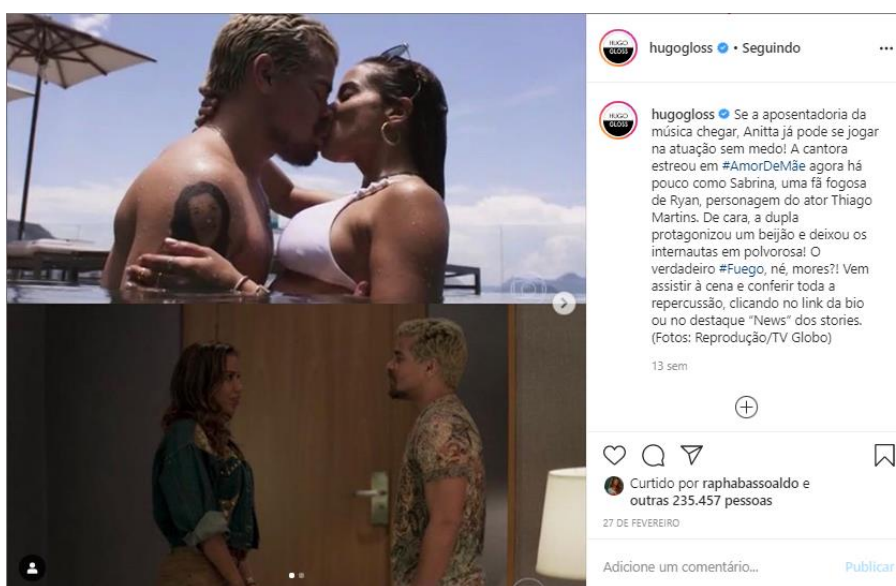 HUGO
GLOSS
hugogloss • Seguindo
HUGO
GLOSS
hugogloss Se a aposentadoria da
música chegar, Anitta já pode se jogar
na atuação sem medo! A cantora
estreou em #AmorDeMãe agora há
pouco como Sabrina, uma fã fogosa
de Ryan, personagem do ator Thiago
Martins. De cara, a dupla
protagonizou um beijão e deixou os
internautas em polvorosa! O
verdadeiro #Fuego, né, mores?! Vem
assistir à cena e conferir toda a
repercussão, clicando no link da bio
ou no destaque “News” dos stories.
(Fotos: Reprodução/TV Globo)
13 sem
Curtido por raphabassoaldo e
outras 235.457 pessoas
27 DE FEVEREIRO
Adicione um comentário... Publicar